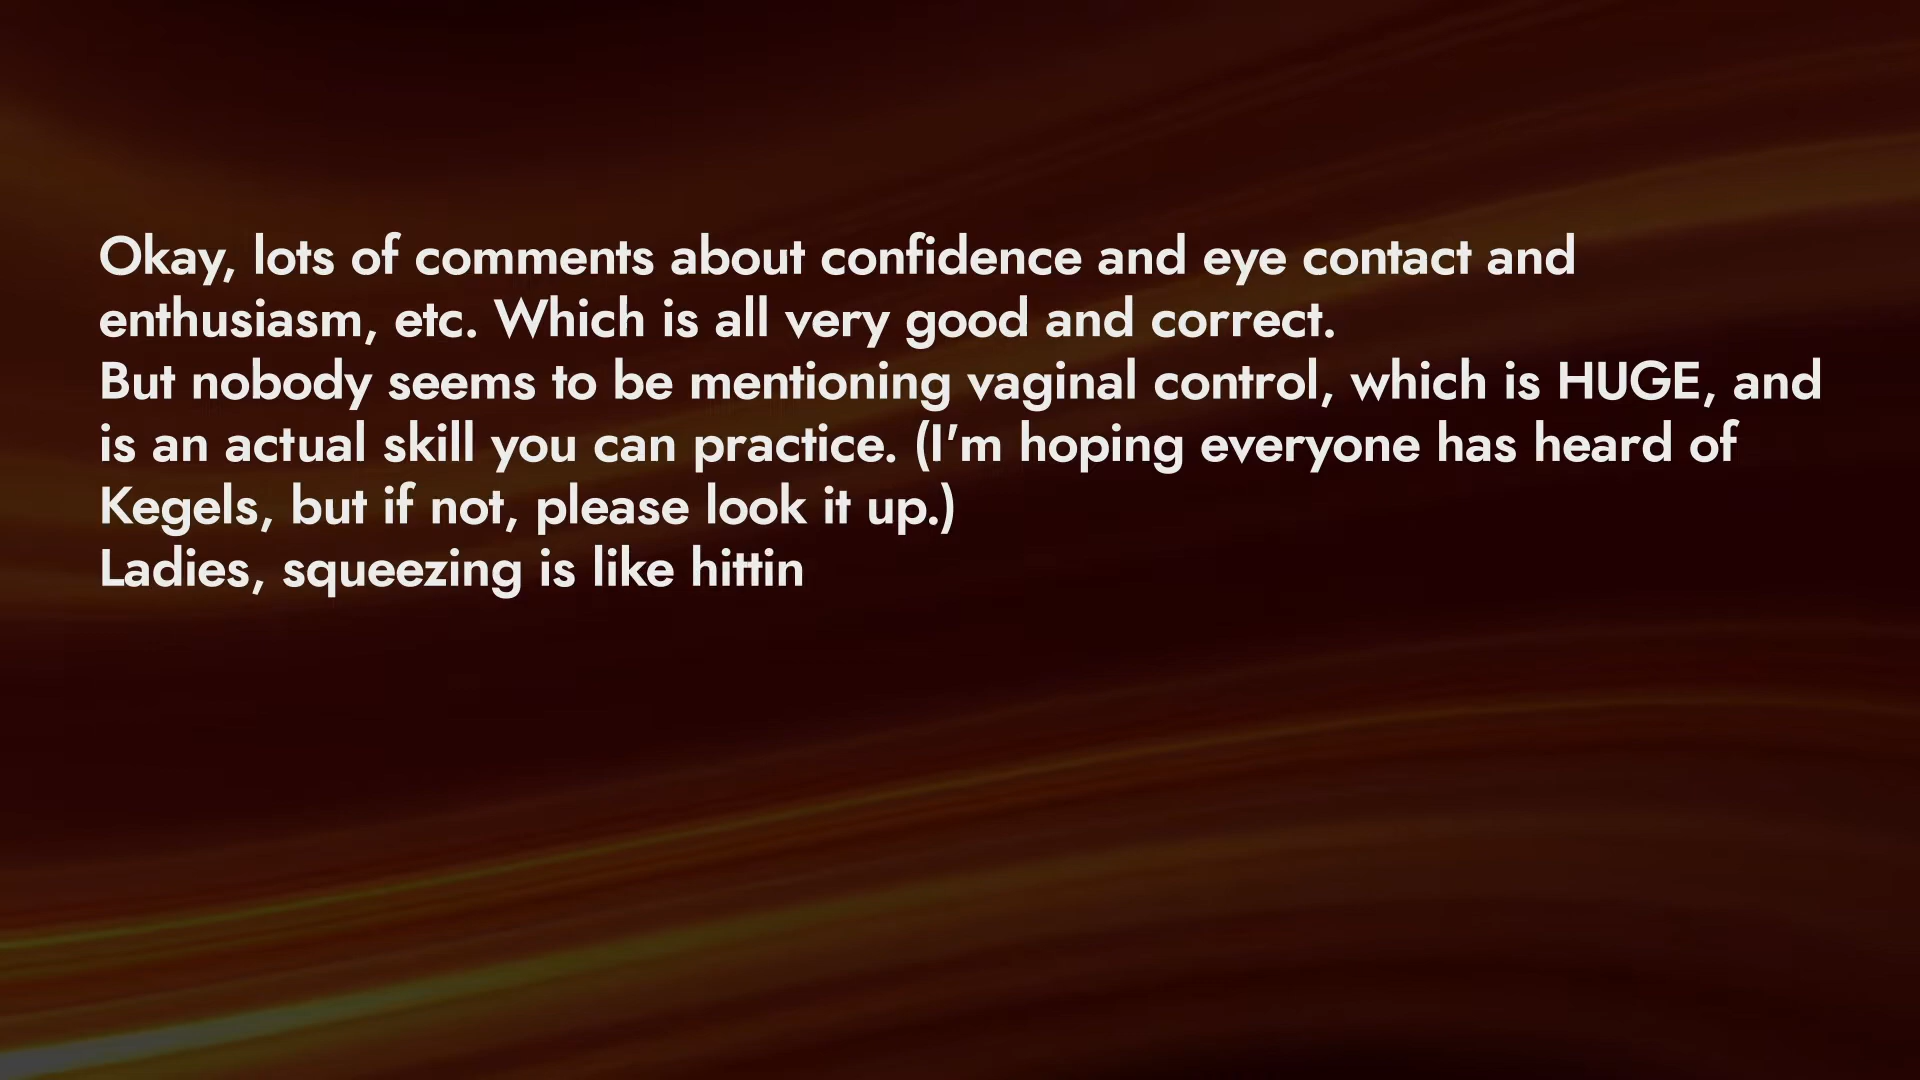 Okay, lots of comments about confidence and eye contact and
enthusiasm, etc. Which is all very good and correct.
But nobody seems to be mentioning vaginal control, which is HUGE, and
is an actual skill you can practice. (I'm hoping everyone has heard of
Kegels, but if not, please look it up.)
Ladies, squeezing is like hittin